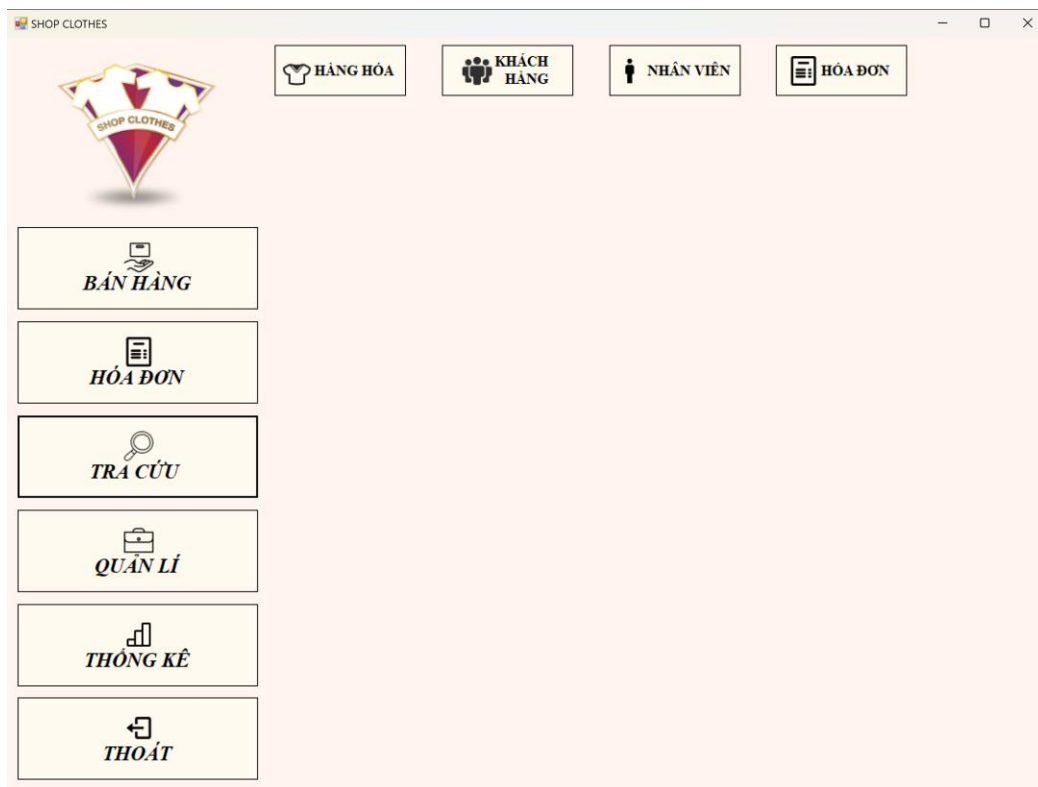 SHOP CLOTHES
SHOP CLOTHES
HÀNG HÓA
KHÁCH
HÀNG
NHÂN VIÊN
HÓA ĐƠN
BÁN HÀNG
HÓA ĐƠN
TRA CỨU
QUẢN LÍ
THỐNG KÊ
THOÁT